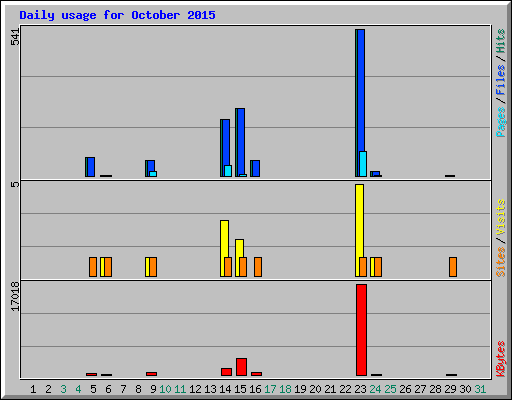 Daily usage for October 2015
541
5
17018
Pages/Files/Hits
Sites/Visits
KBytes
1 2 3 4 5 6 7 8 9 10 11 12 13 14 15 16 17 18 19 20 21 22 23 24 25 26 27 28 29 30 31